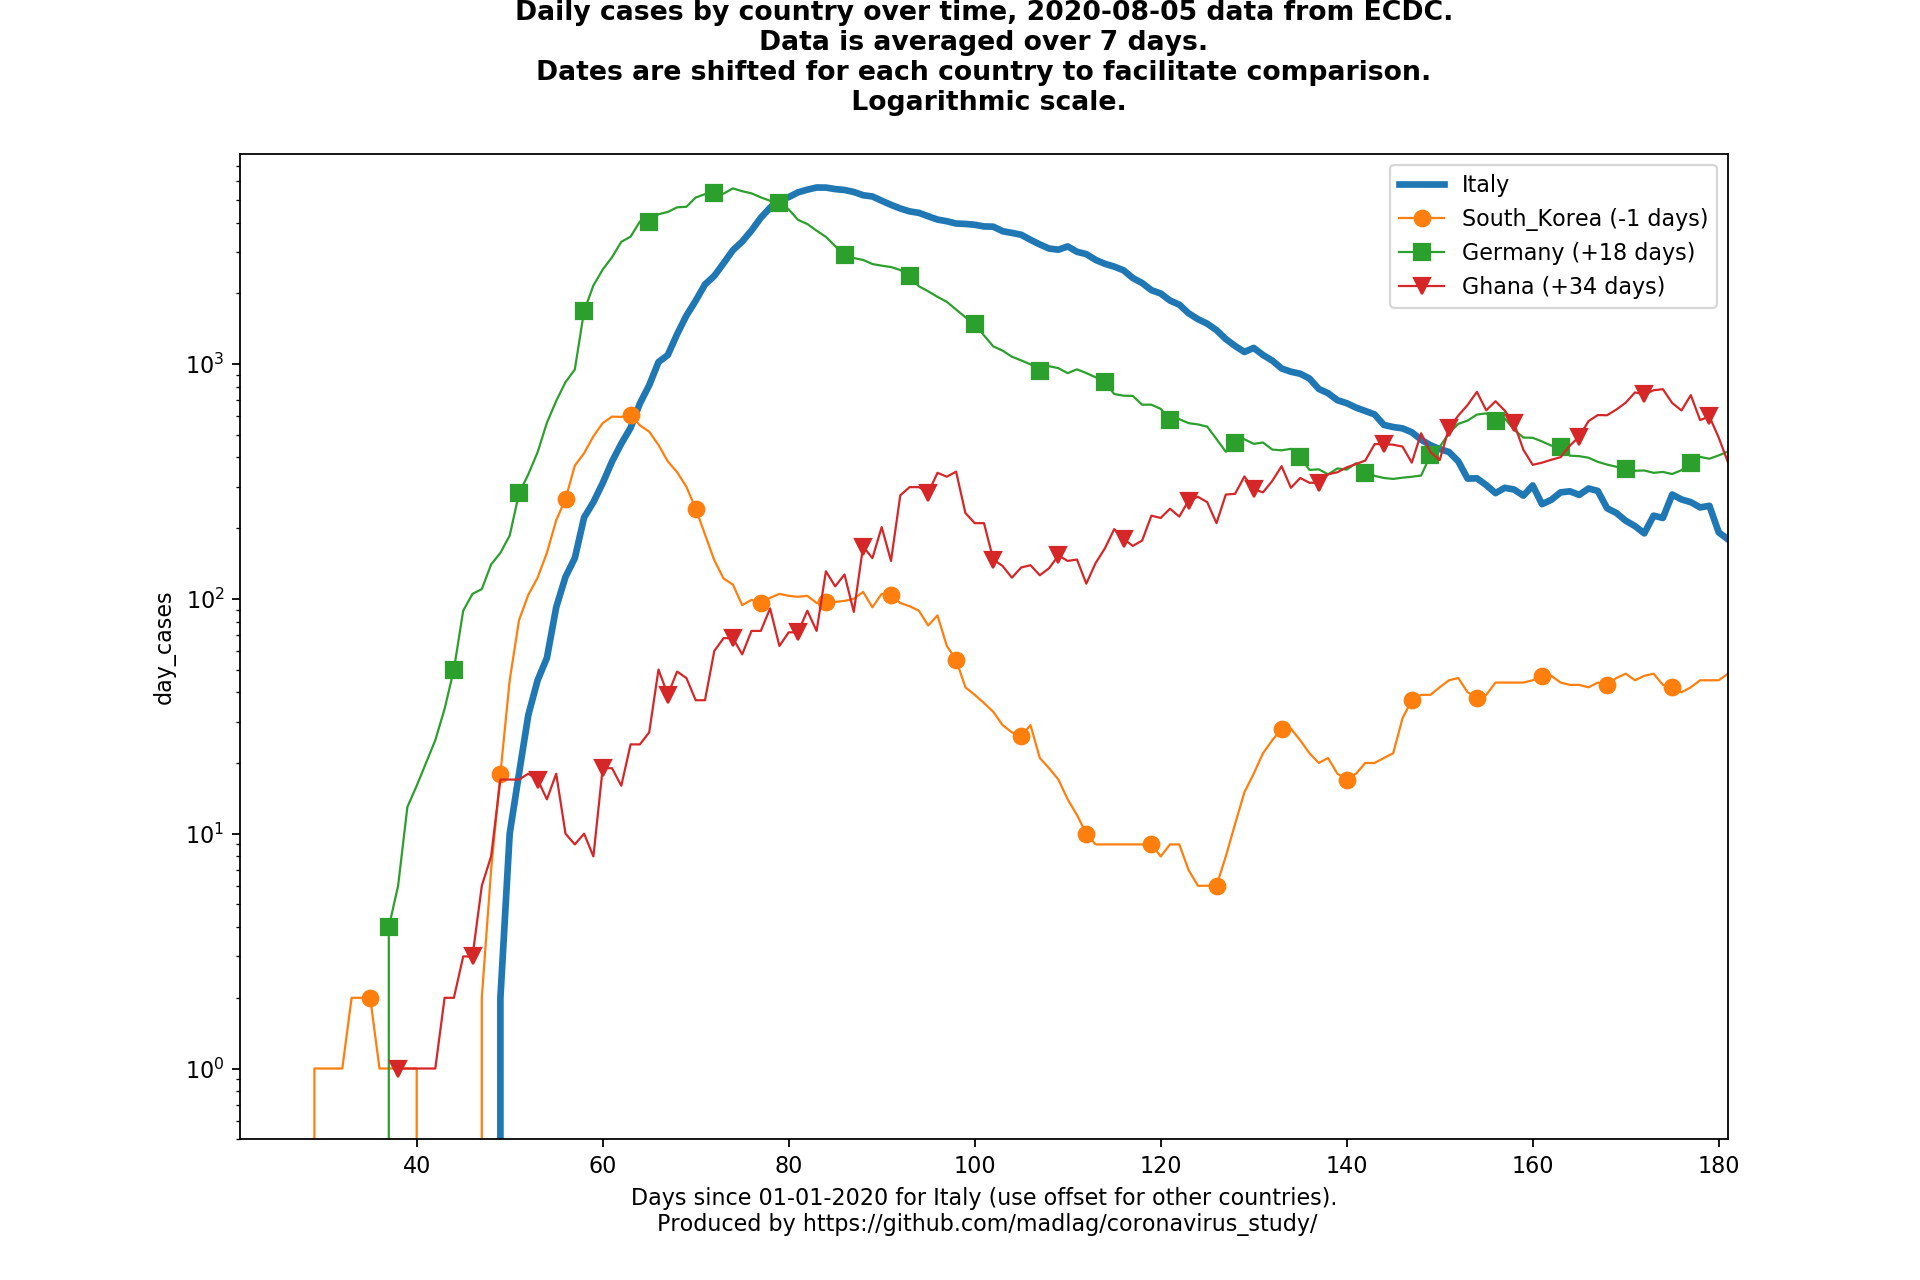 Daily cases by country over time, 2020-08-05 data from ECDC.
Data is averaged over 7 days.
Dates are shifted for each country to facilitate comparison.
Logarithmic scale.
Italy
South_Korea (-1 days)
Germany (+18 days)
Ghana (+34 days)
day_cases
10³
10²
10¹
10⁰
40 60 80 100 120 140 160 180
Days since 01-01-2020 for Italy (use offset for other countries).
Produced by https://github.com/madlag/coronavirus_study/